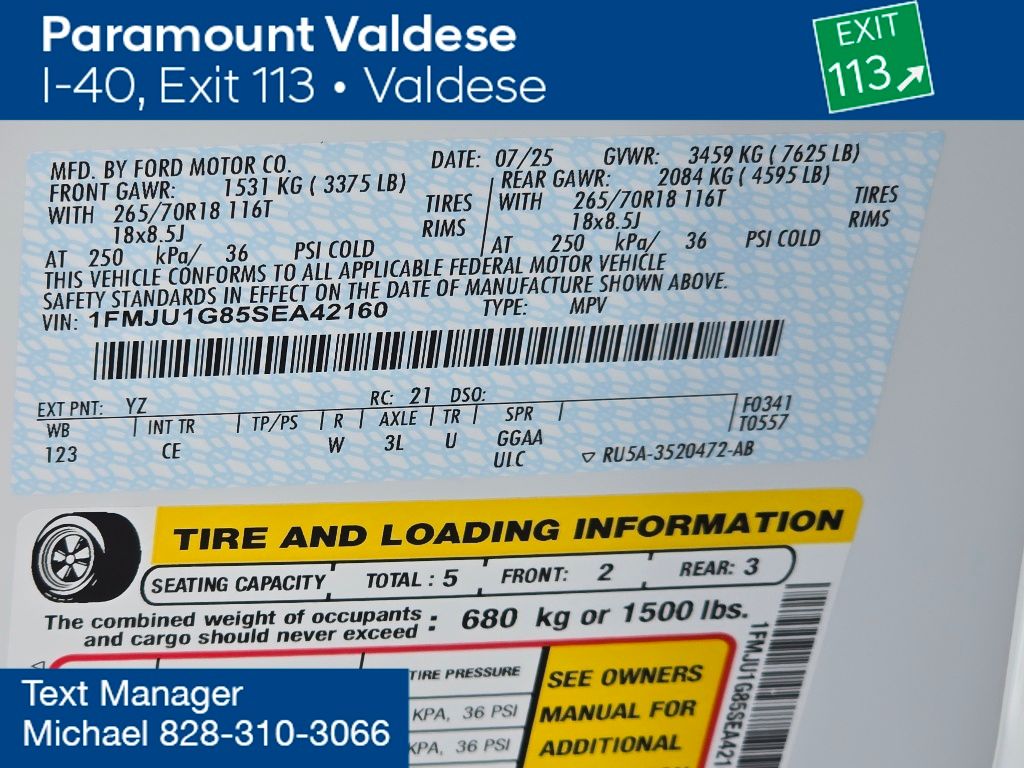 Paramount Valdese
I-40, Exit 113 • Valdese
EXIT
113
MFD. BY FORD MOTOR CO.
DATE: 07/25 GVWR: 3459 KG ( 7625 LB)
FRONT GAWR: 1531 KG ( 3375 LB)
WITH 265/70R18 116T TIRES
18x8.5J RIMS
AT 250 kPa/ 36 PSI COLD
REAR GAWR: 2084 KG ( 4595 LB)
WITH 265/70R18 116T TIRES
18x8.5J RIMS
AT 250 kPa/ 36 PSI COLD
THIS VEHICLE CONFORMS TO ALL APPLICABLE FEDERAL MOTOR VEHICLE
SAFETY STANDARDS IN EFFECT ON THE DATE OF MANUFACTURE SHOWN ABOVE.
VIN: 1FMJU1G85SEA42160 TYPE: MPV
EXT PNT: YZ RC: 21 DSO:
WB INT TR TP/PS R AXLE TR SPR
123 CE W 3L U GGAA
ULC
F0341
T0557
▽ RU5A-3520472-AB
TIRE AND LOADING INFORMATION
SEATING CAPACITY TOTAL : 5 FRONT: 2 REAR: 3
The combined weight of occupants
and cargo should never exceed : 680 kg or 1500 lbs.
TIRE PRESSURE
KPA, 36 PSI
KPA, 36 PSI
SEE OWNERS
MANUAL FOR
ADDITIONAL
1FMJU1G85SEA421
Text Manager
Michael 828-310-3066